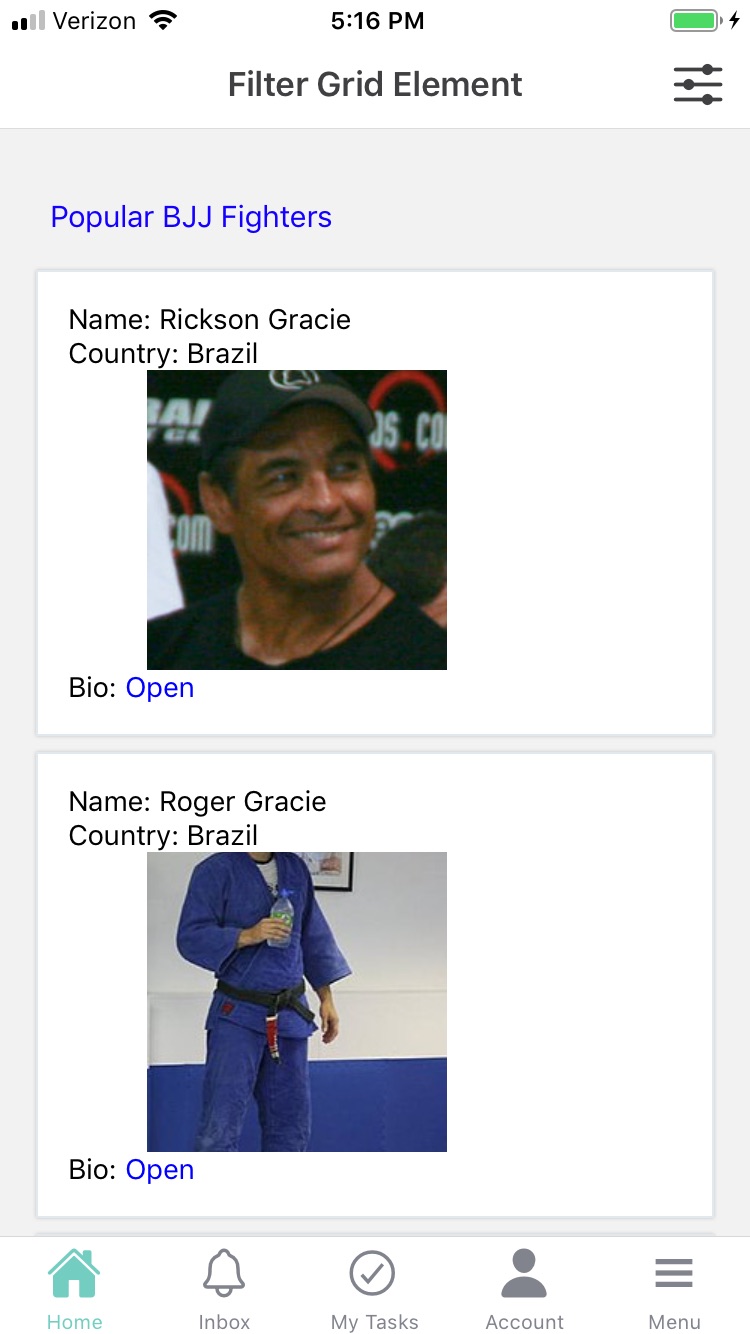 Verizon 5:16 PM
Filter Grid Element
Popular BJJ Fighters
Name: Rickson Gracie
Country: Brazil
Bio: Open
Name: Roger Gracie
Country: Brazil
Bio: Open
Home Inbox My Tasks Account Menu